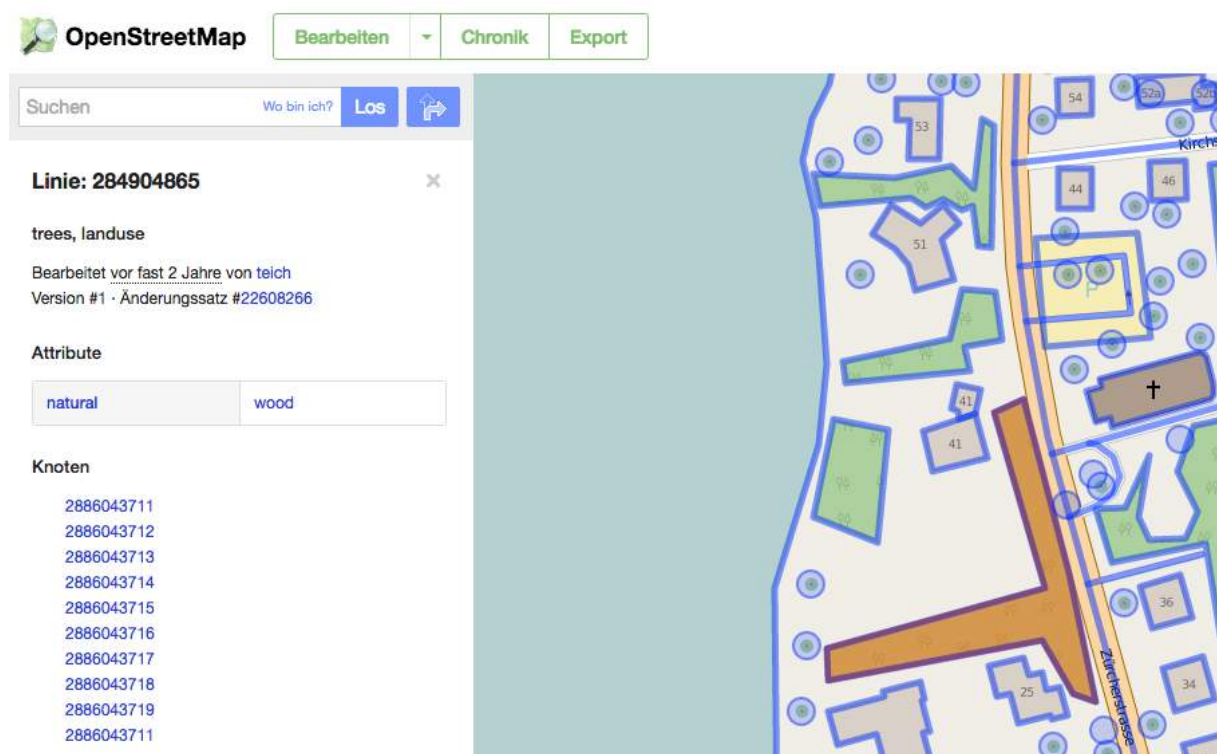 OpenStreetMap
Bearbeiten
Chronik
Export
Suchen
Wo bin ich?
Los
Linie: 284904865
×
trees, landuse
Bearbeitet vor fast 2 Jahre von teich
Version #1 · Änderungssatz #22608266
Attribute
natural wood
Knoten
2886043711
2886043712
2886043713
2886043714
2886043715
2886043716
2886043717
2886043718
2886043719
2886043711
53
54
52a
Kirch
44
46
51
P
41
41
36
25
34
Zürcherstrasse